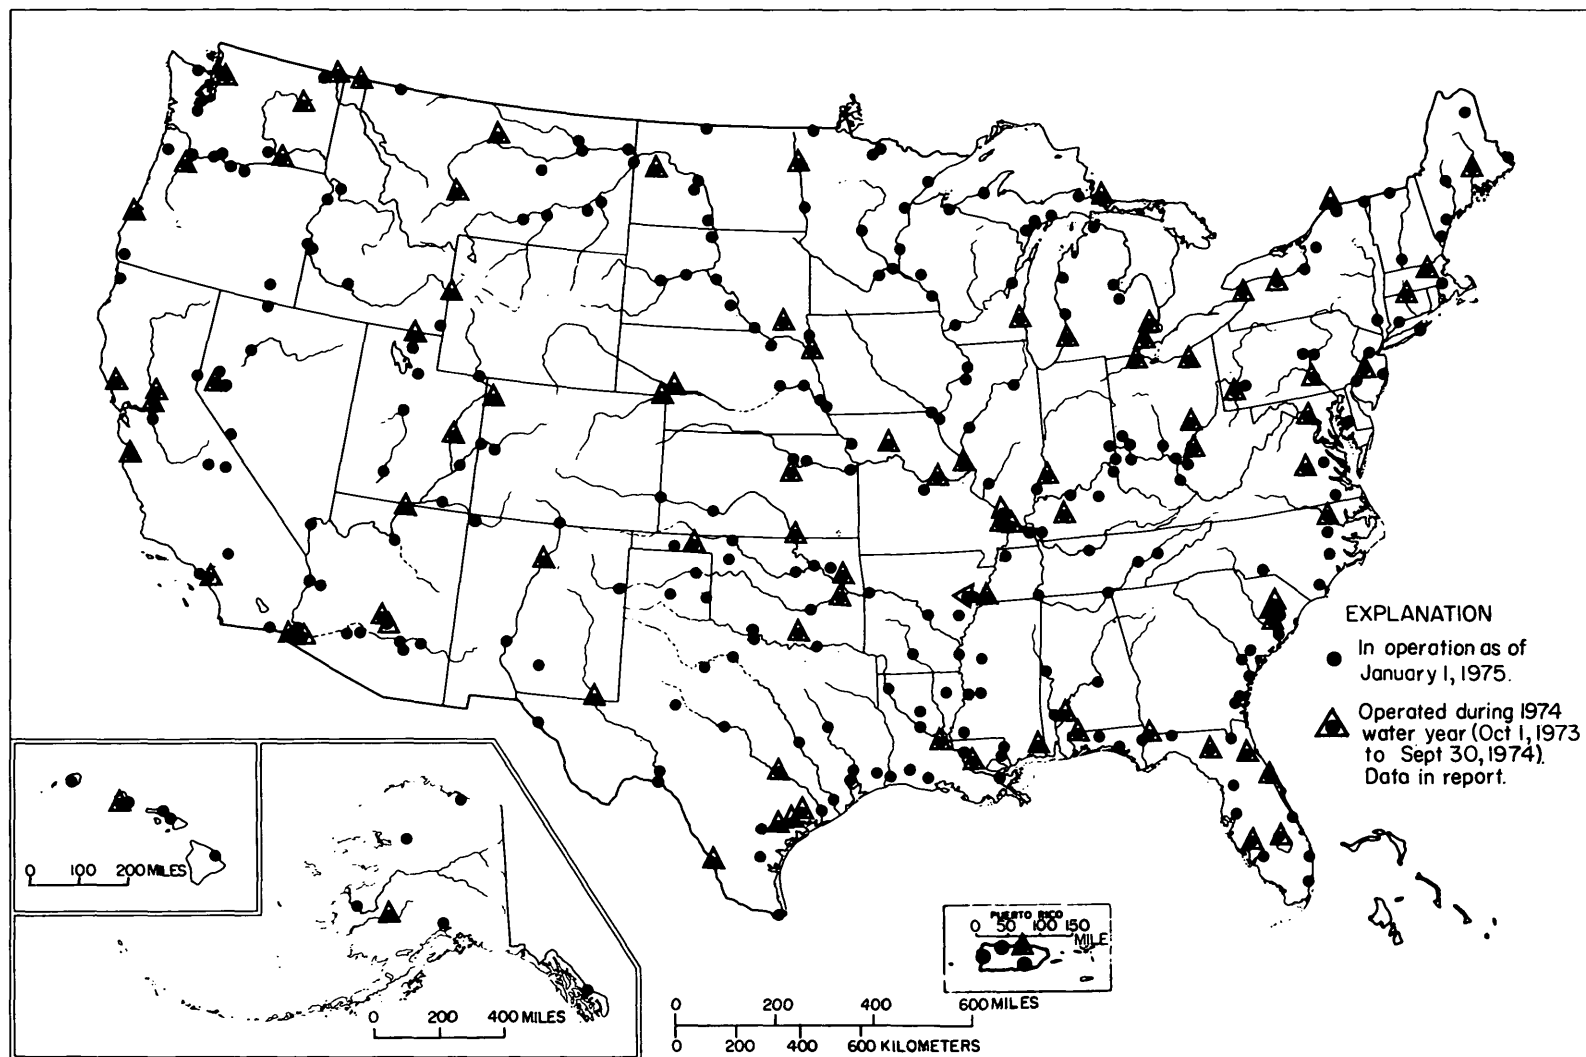 EXPLANATION
In operation as of
January 1, 1975.
Operated during 1974
water year (Oct 1, 1973
to Sept 30, 1974).
Data in report.
0 100 200 MILES
0 200 400 MILES
PUERTO RICO
0 50 100 150
MILE
0 200 400 600 MILES
0 200 400 600 KILOMETERS